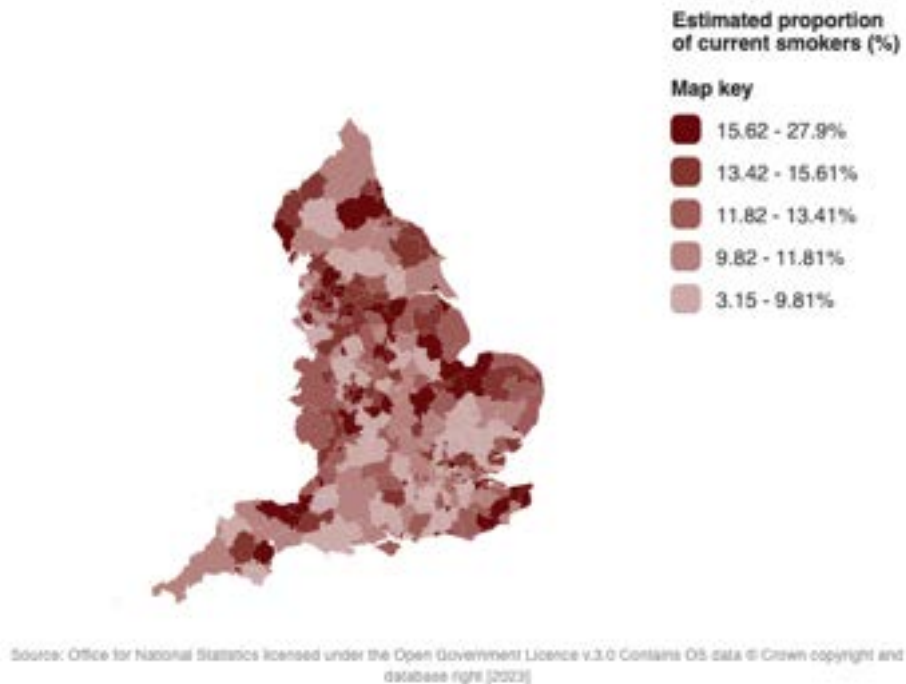 Estimated proportion
of current smokers (%)
Map key
15.62 - 27.9%
13.42 - 15.61%
11.82 - 13.41%
9.82 - 11.81%
3.15 - 9.81%
Source: Office for National Statistics licensed under the Open Government Licence v.3.0 Contains OS data © Crown copyright and
database right [2023]